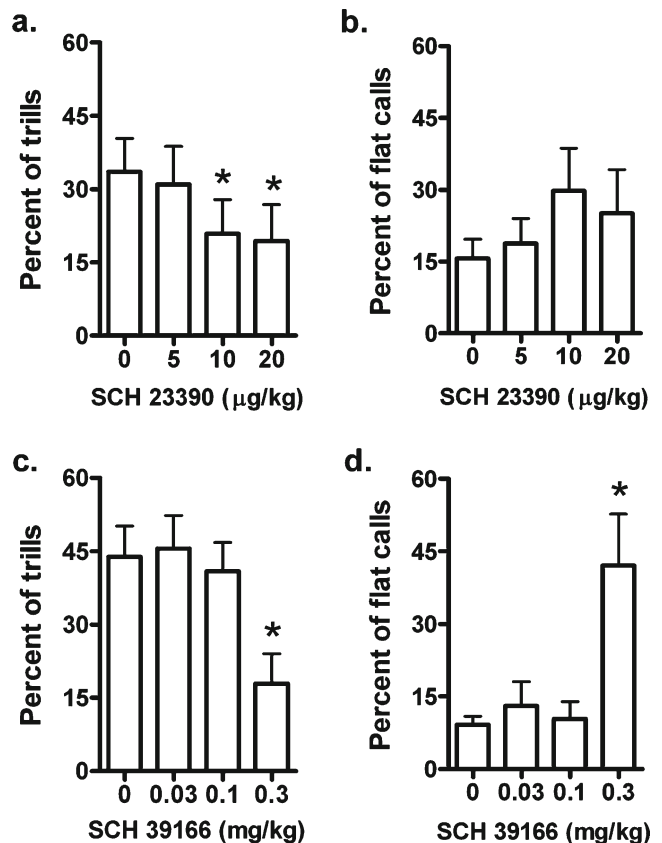 a.
60
45
30
15
0
Percent of trills
* *
0 5 10 20
SCH 23390 (μg/kg)
b.
60
45
30
15
0
Percent of flat calls
0 5 10 20
SCH 23390 (μg/kg)
c.
60
45
30
15
0
Percent of trills
*
0 0.03 0.1 0.3
SCH 39166 (mg/kg)
d.
60
45
30
15
0
Percent of flat calls
*
0 0.03 0.1 0.3
SCH 39166 (mg/kg)